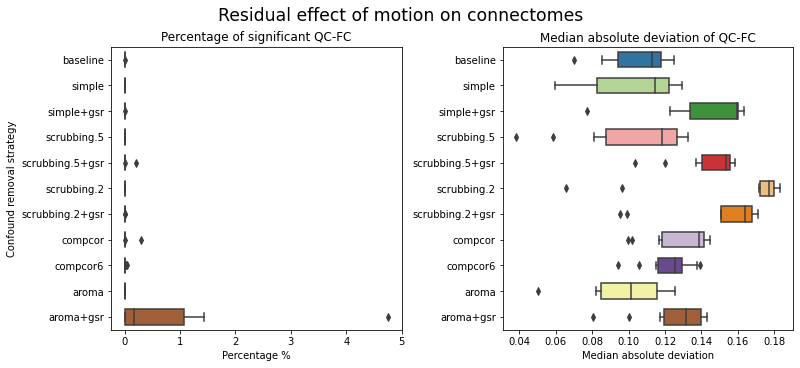 Residual effect of motion on connectomes
Percentage of significant QC-FC
Confound removal strategy
baseline
simple
simple+gsr
scrubbing.5
scrubbing.5+gsr
scrubbing.2
scrubbing.2+gsr
compcor
compcor6
aroma
aroma+gsr
0 1 2 3 4 5
Percentage %
Median absolute deviation of QC-FC
baseline
simple
simple+gsr
scrubbing.5
scrubbing.5+gsr
scrubbing.2
scrubbing.2+gsr
compcor
compcor6
aroma
aroma+gsr
0.04 0.06 0.08 0.10 0.12 0.14 0.16 0.18
Median absolute deviation